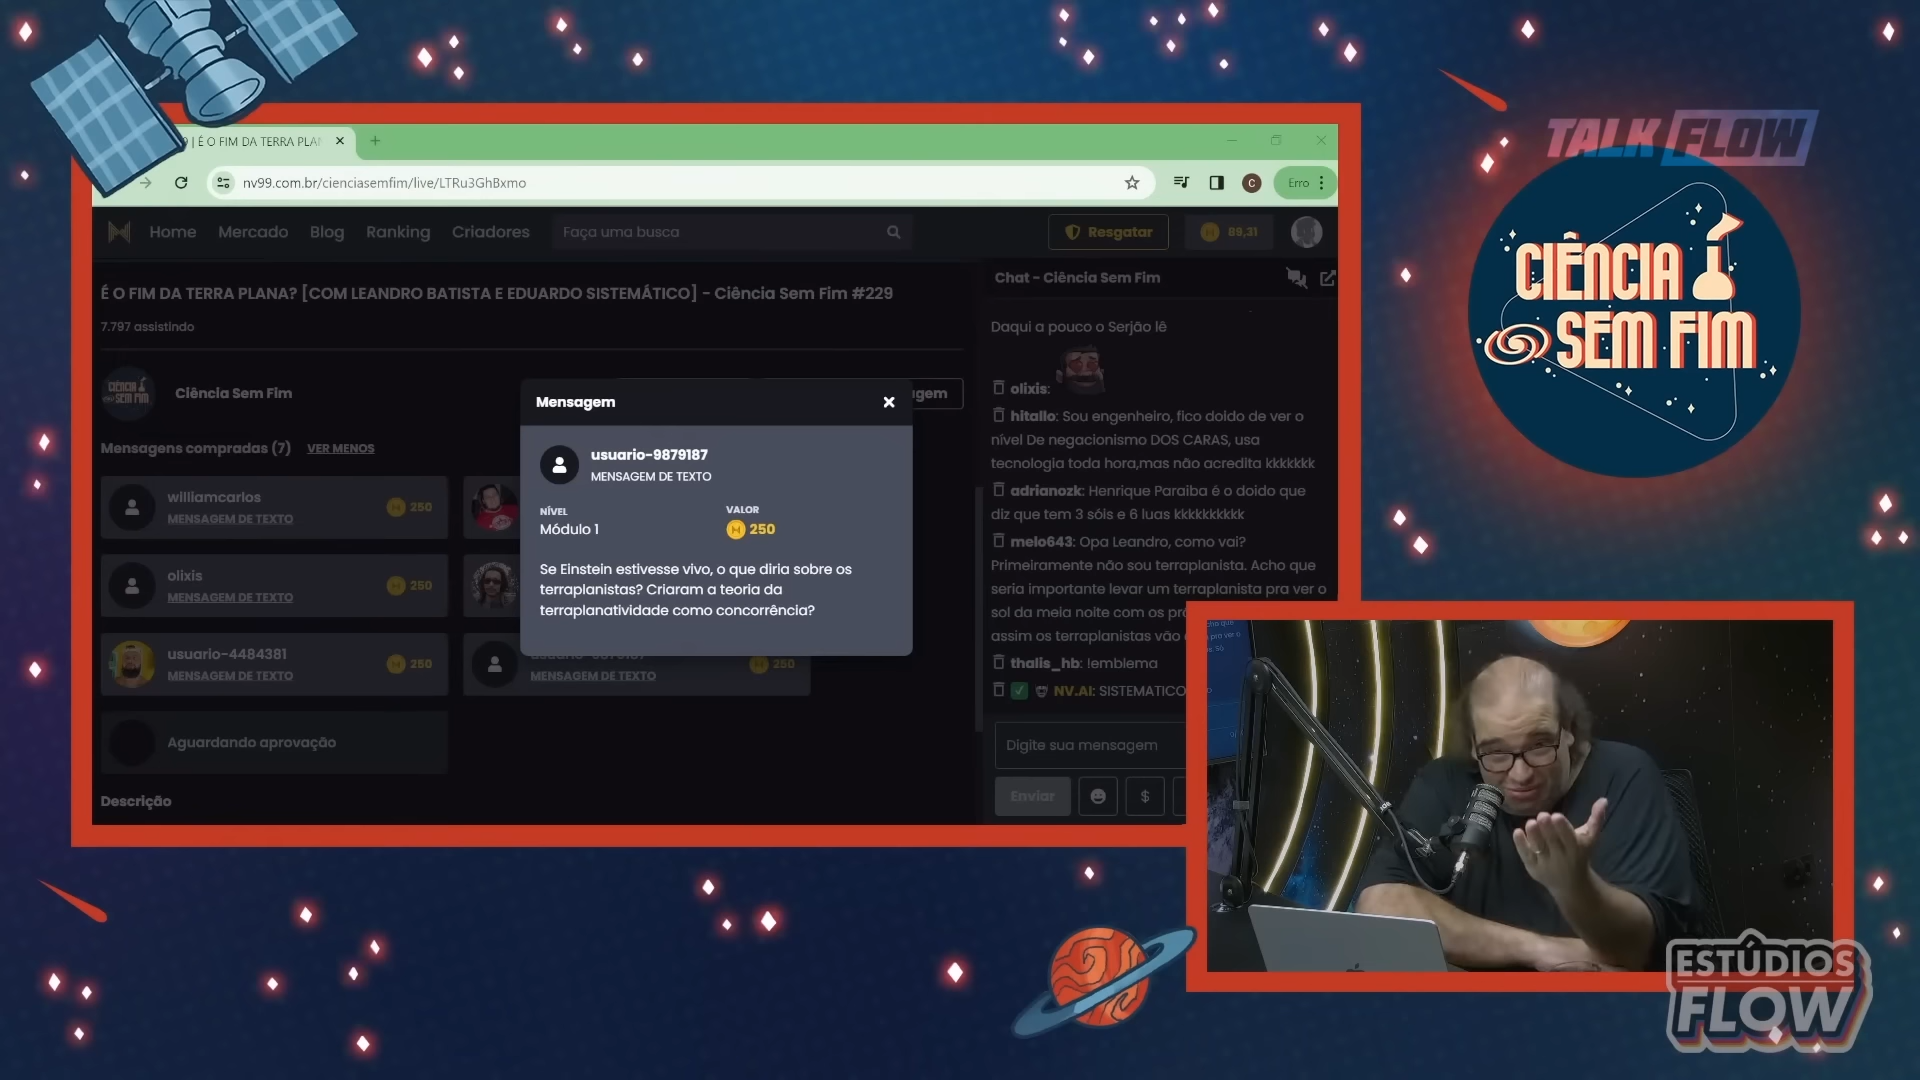 TALK FLOW
CIÊNCIA
SEM FIM
| É O FIM DA TERRA PLA
nv99.com.br/cienciasemfim/live/LTRu3GhBxmo
C
Erro
Home
Mercado
Blog
Ranking
Criadores
Faça uma busca
Resgatar
89,31
É O FIM DA TERRA PLANA? [COM LEANDRO BATISTA E EDUARDO SISTEMÁTICO] - Ciência Sem Fim #229
7.797 assistindo
CIÊNCIA
SEM FIM
Ciência Sem Fim
gem
Mensagens compradas (7) VER MENOS
williamcarlos
MENSAGEM DE TEXTO
250
olixis
MENSAGEM DE TEXTO
250
usuario-4484381
MENSAGEM DE TEXTO
250
MENSAGEM DE TEXTO
250
Aguardando aprovação
Descrição
Mensagem
usuario-9879187
MENSAGEM DE TEXTO
NÍVEL
Módulo 1
VALOR
250
Se Einstein estivesse vivo, o que diria sobre os
terraplanistas? Criaram a teoria da
terraplanatividade como concorrência?
Chat - Ciência Sem Fim
Daqui a pouco o Serjão lê
olixis:
hitallo: Sou engenheiro, fico doido de ver o
nível De negacionismo DOS CARAS, usa
tecnologia toda hora,mas não acredita kkkkkkk
adrianozk: Henrique Paraiba é o doido que
diz que tem 3 sóis e 6 luas kkkkkkkkkk
melo643: Opa Leandro, como vai?
Primeiramente não sou terraplanista. Acho que
seria importante levar um terraplanista pra ver o
sol da meia noite com os
assim os terraplanistas vão
thalis_hb: !emblema
NV.AI: SISTEMATICO
Digite sua mensagem
Enviar
$
ESTÚDIOS
FLOW